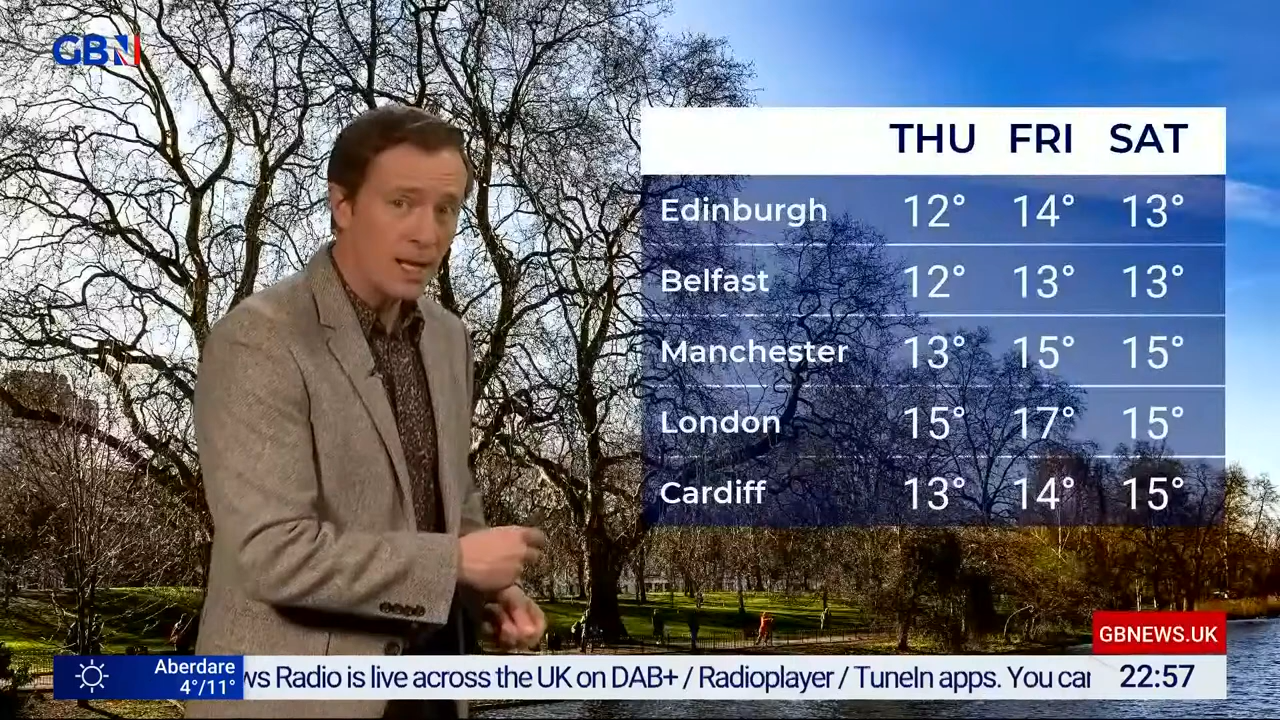 GBN
THU FRI SAT
Edinburgh 12° 14° 13°
Belfast 12° 13° 13°
Manchester 13° 15° 15°
London 15° 17° 15°
Cardiff 13° 14° 15°
GBNEWS.UK
Aberdare
4°/11°
ws Radio is live across the UK on DAB+ / Radioplayer / TuneIn apps. You can
22:57